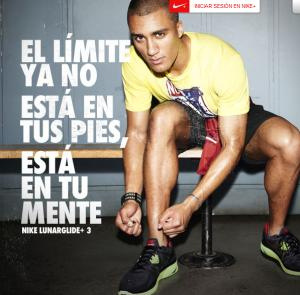 INICIAR SESIÓN EN NIKE+
EL LÍMITE
YA NO
ESTÁ EN
TUS PIES,
ESTÁ
EN TU
MENTE
NIKE LUNARGLIDE+ 3